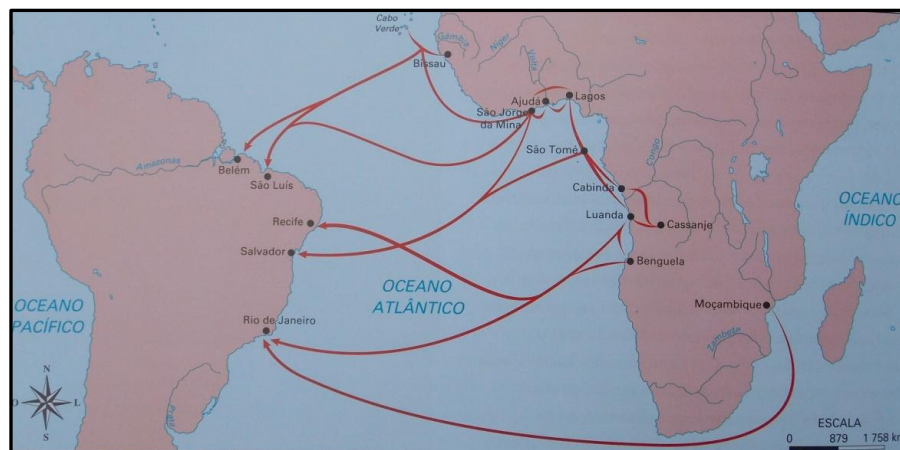 Cabo
Verde
Gâmbia
Níger
Volta
Bissau
Ajudá
Lagos
São Jorge
da Mina
São Tomé
Congo
Amazonas
Belém
São Luís
Cabinda
OCEANO
ÍNDICO
Recife
Luanda
Cassanje
Salvador
Benguela
OCEANO
ATLÂNTICO
OCEANO
PACÍFICO
Moçambique
Rio de Janeiro
Zambeze
N
O
L
S
Prata
ESCALA
0 879 1 758 km